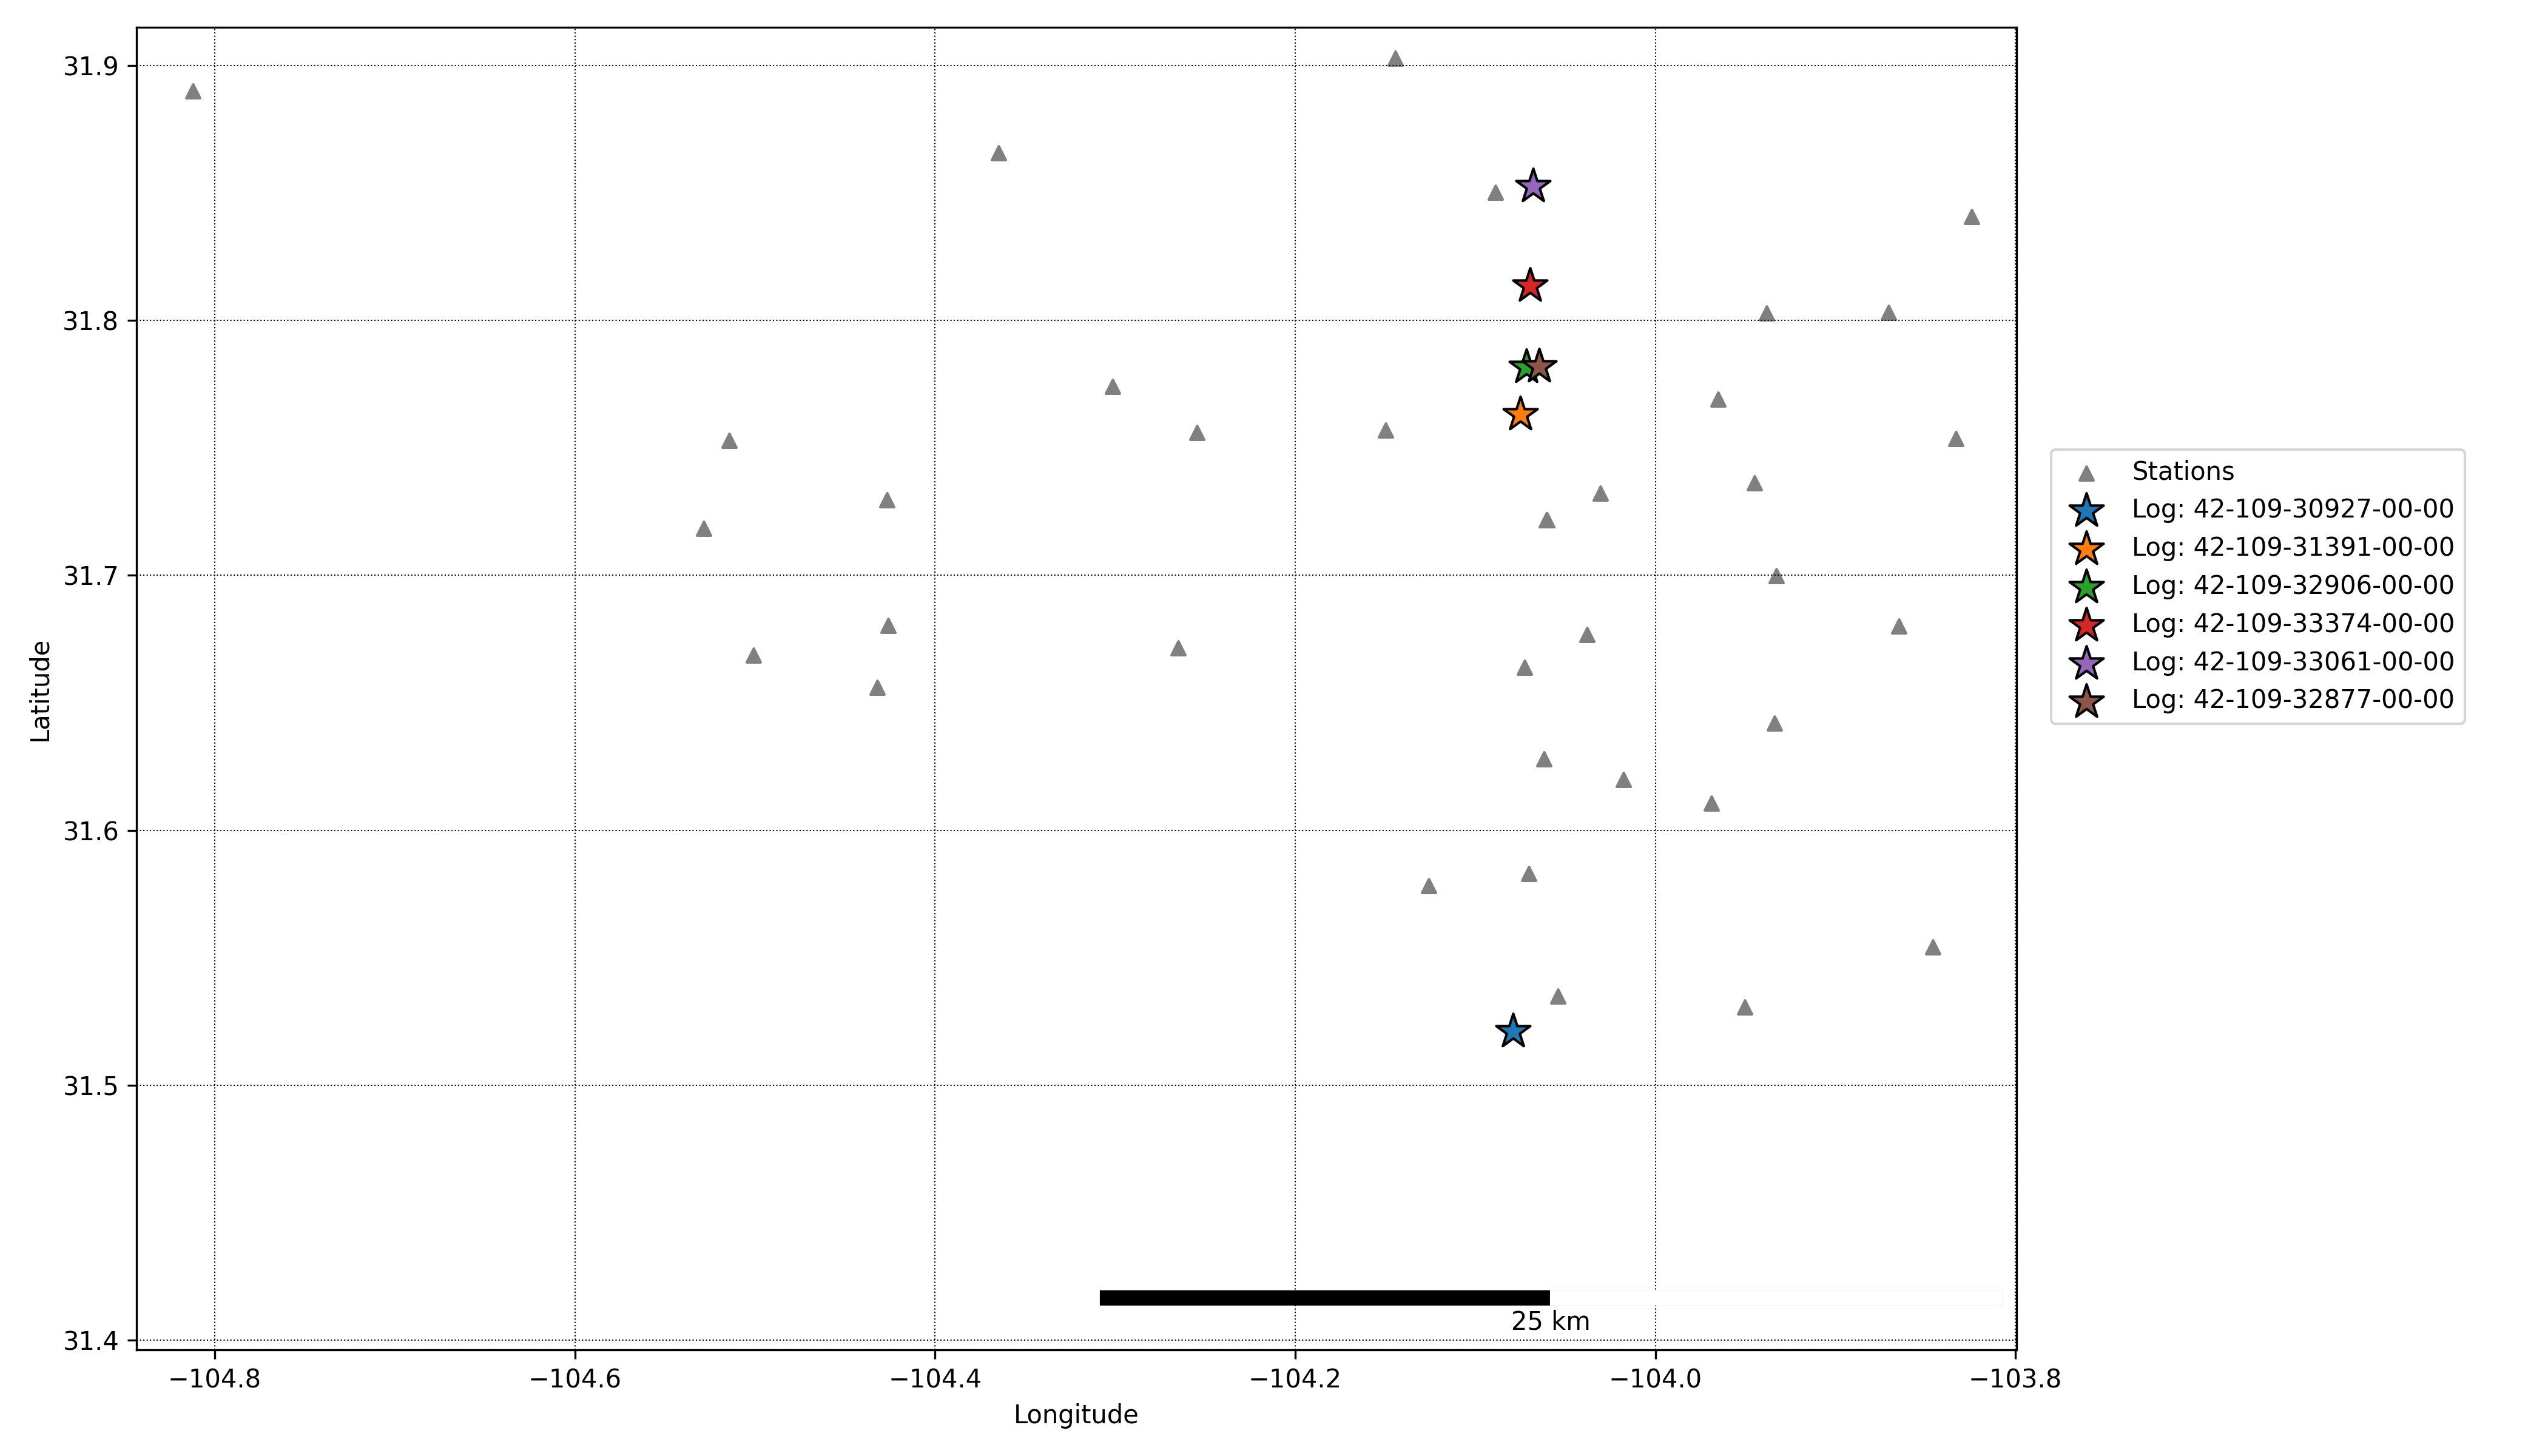 31.9
31.8
31.7
31.6
31.5
31.4
Latitude
−104.8
−104.6
−104.4
−104.2
−104.0
−103.8
Longitude
25 km
Stations
Log: 42-109-30927-00-00
Log: 42-109-31391-00-00
Log: 42-109-32906-00-00
Log: 42-109-33374-00-00
Log: 42-109-33061-00-00
Log: 42-109-32877-00-00